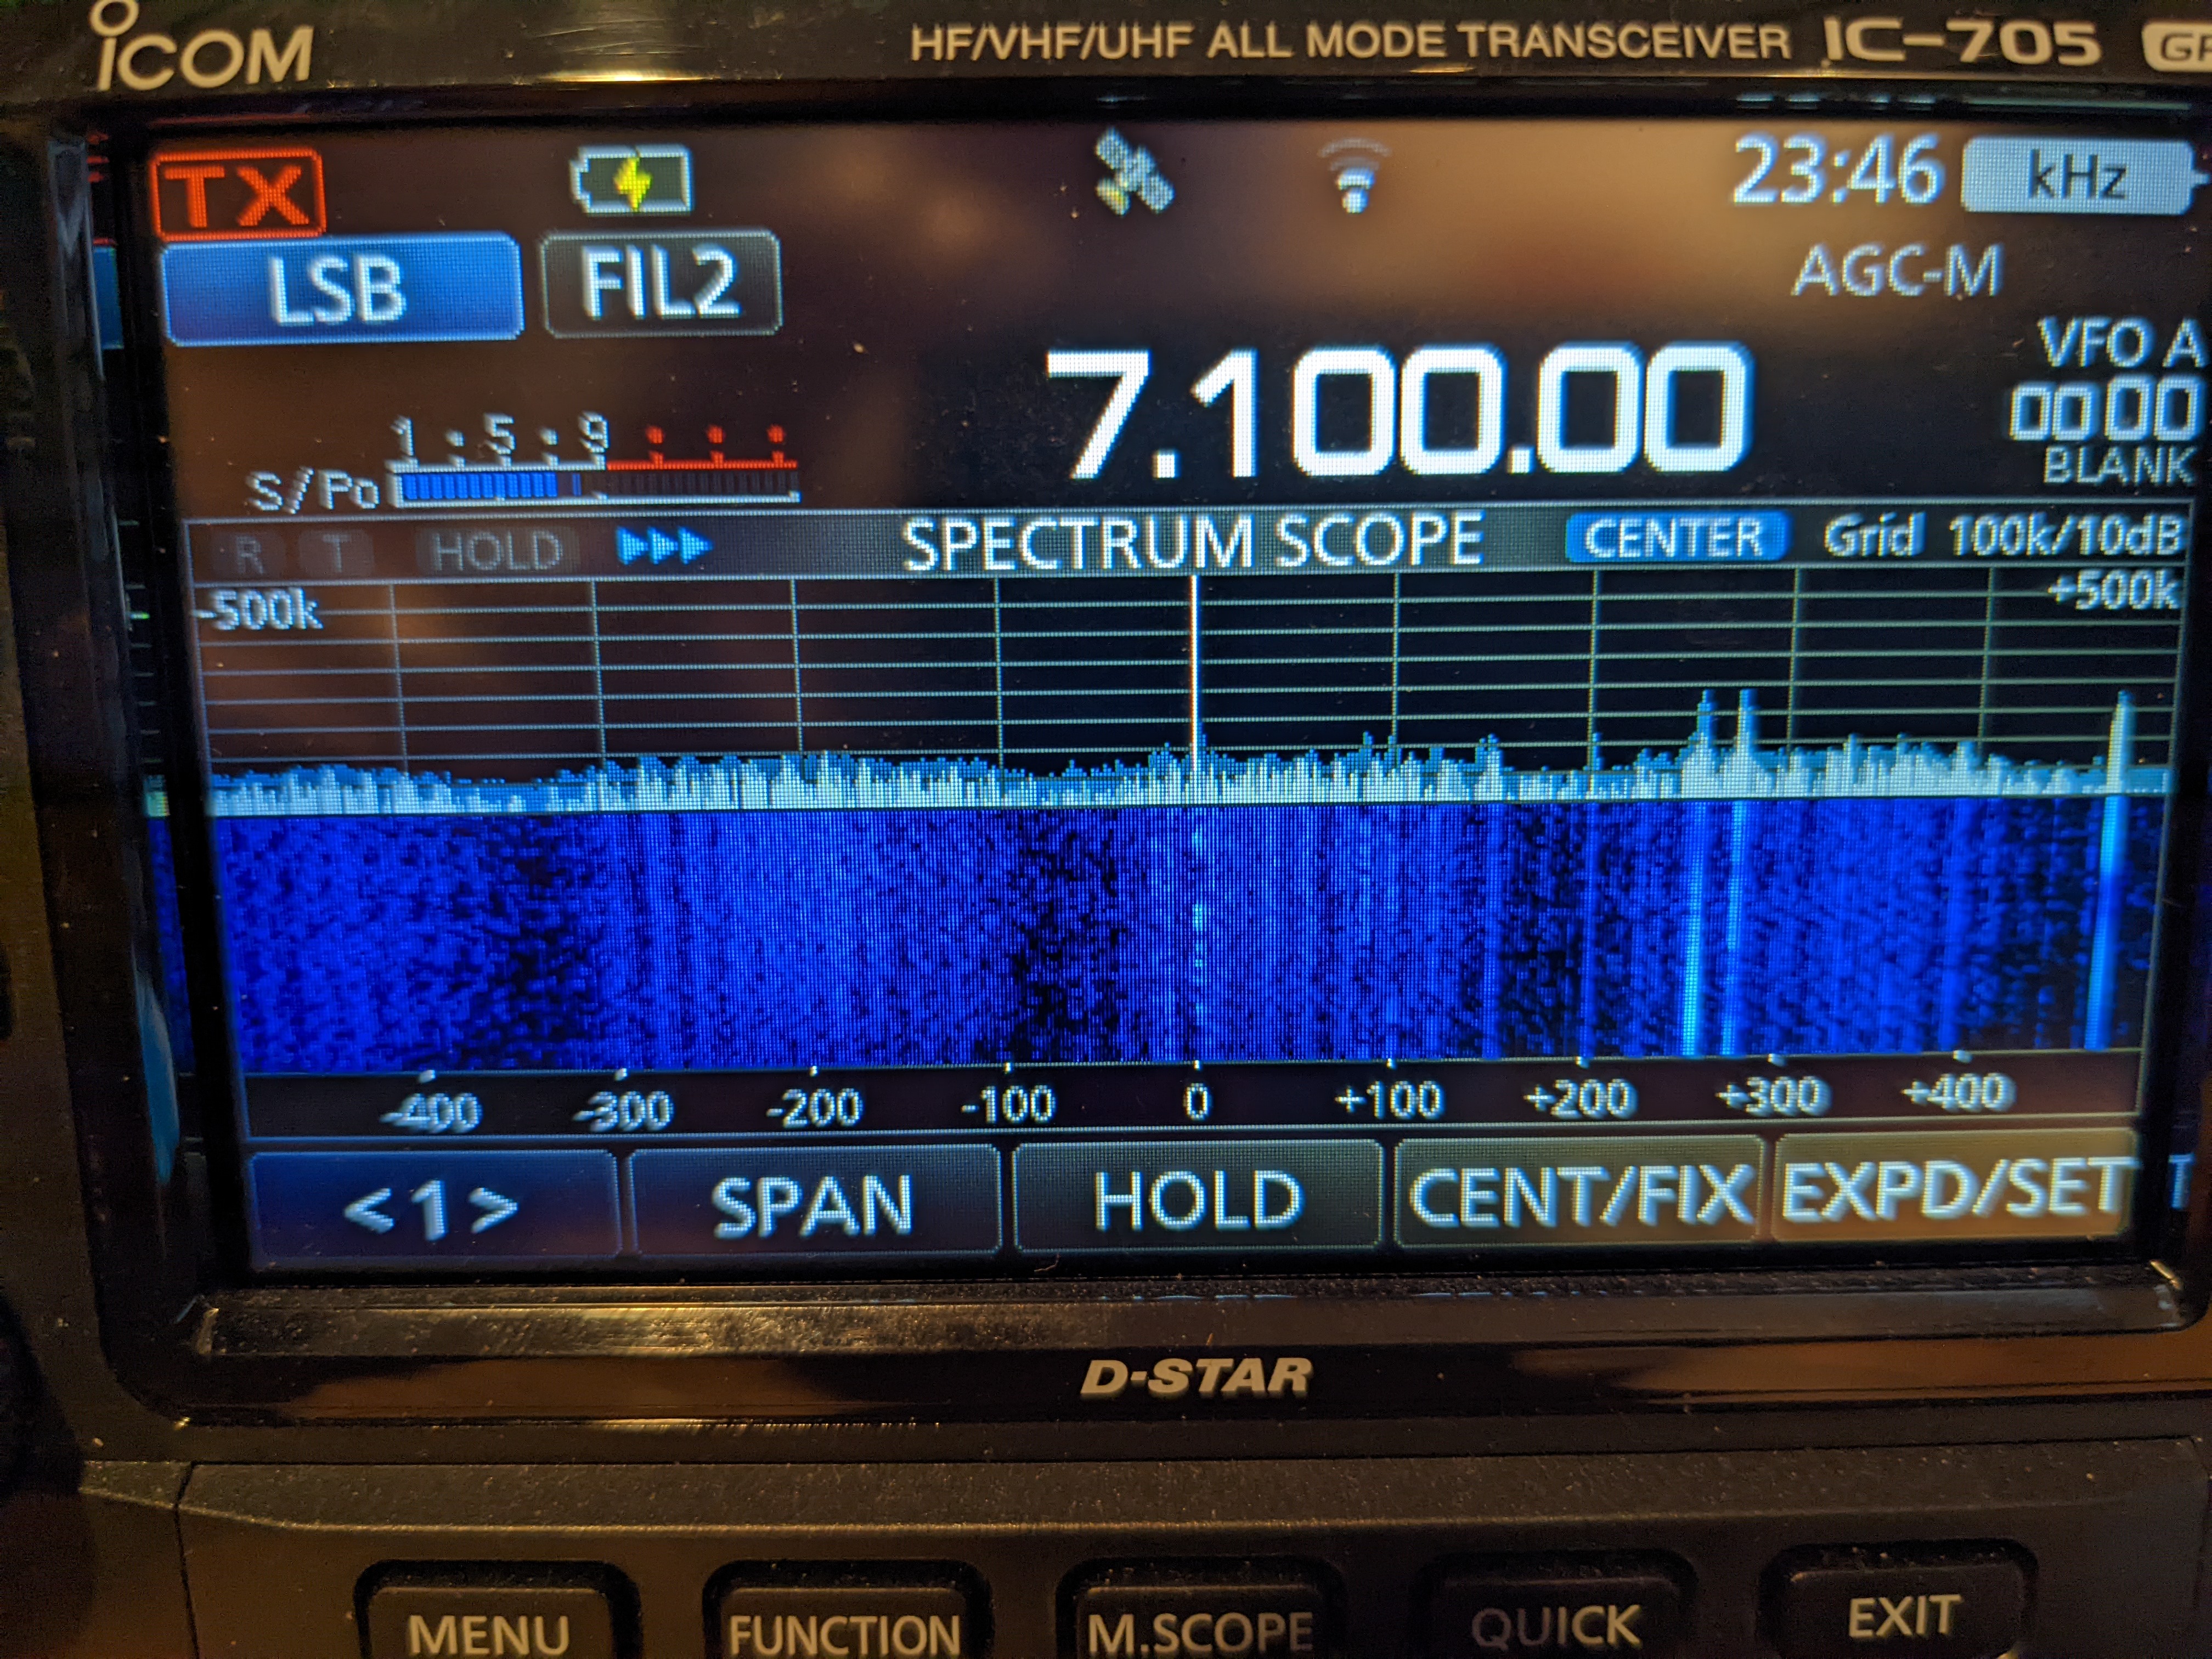 ICOM HF/VHF/UHF ALL MODE TRANSCEIVER IC-705
TX 23:46 kHz
LSB FIL2 AGC-M
7.100.00 VFO A
00 00
BLANK
1 5 9
S/Po
R T HOLD SPECTRUM SCOPE CENTER Grid 100k/10dB
-500k +500k
-400 -300 -200 -100 0 +100 +200 +300 +400
<1> SPAN HOLD CENT/FIX EXPD/SET
D-STAR
MENU FUNCTION M.SCOPE QUICK EXIT